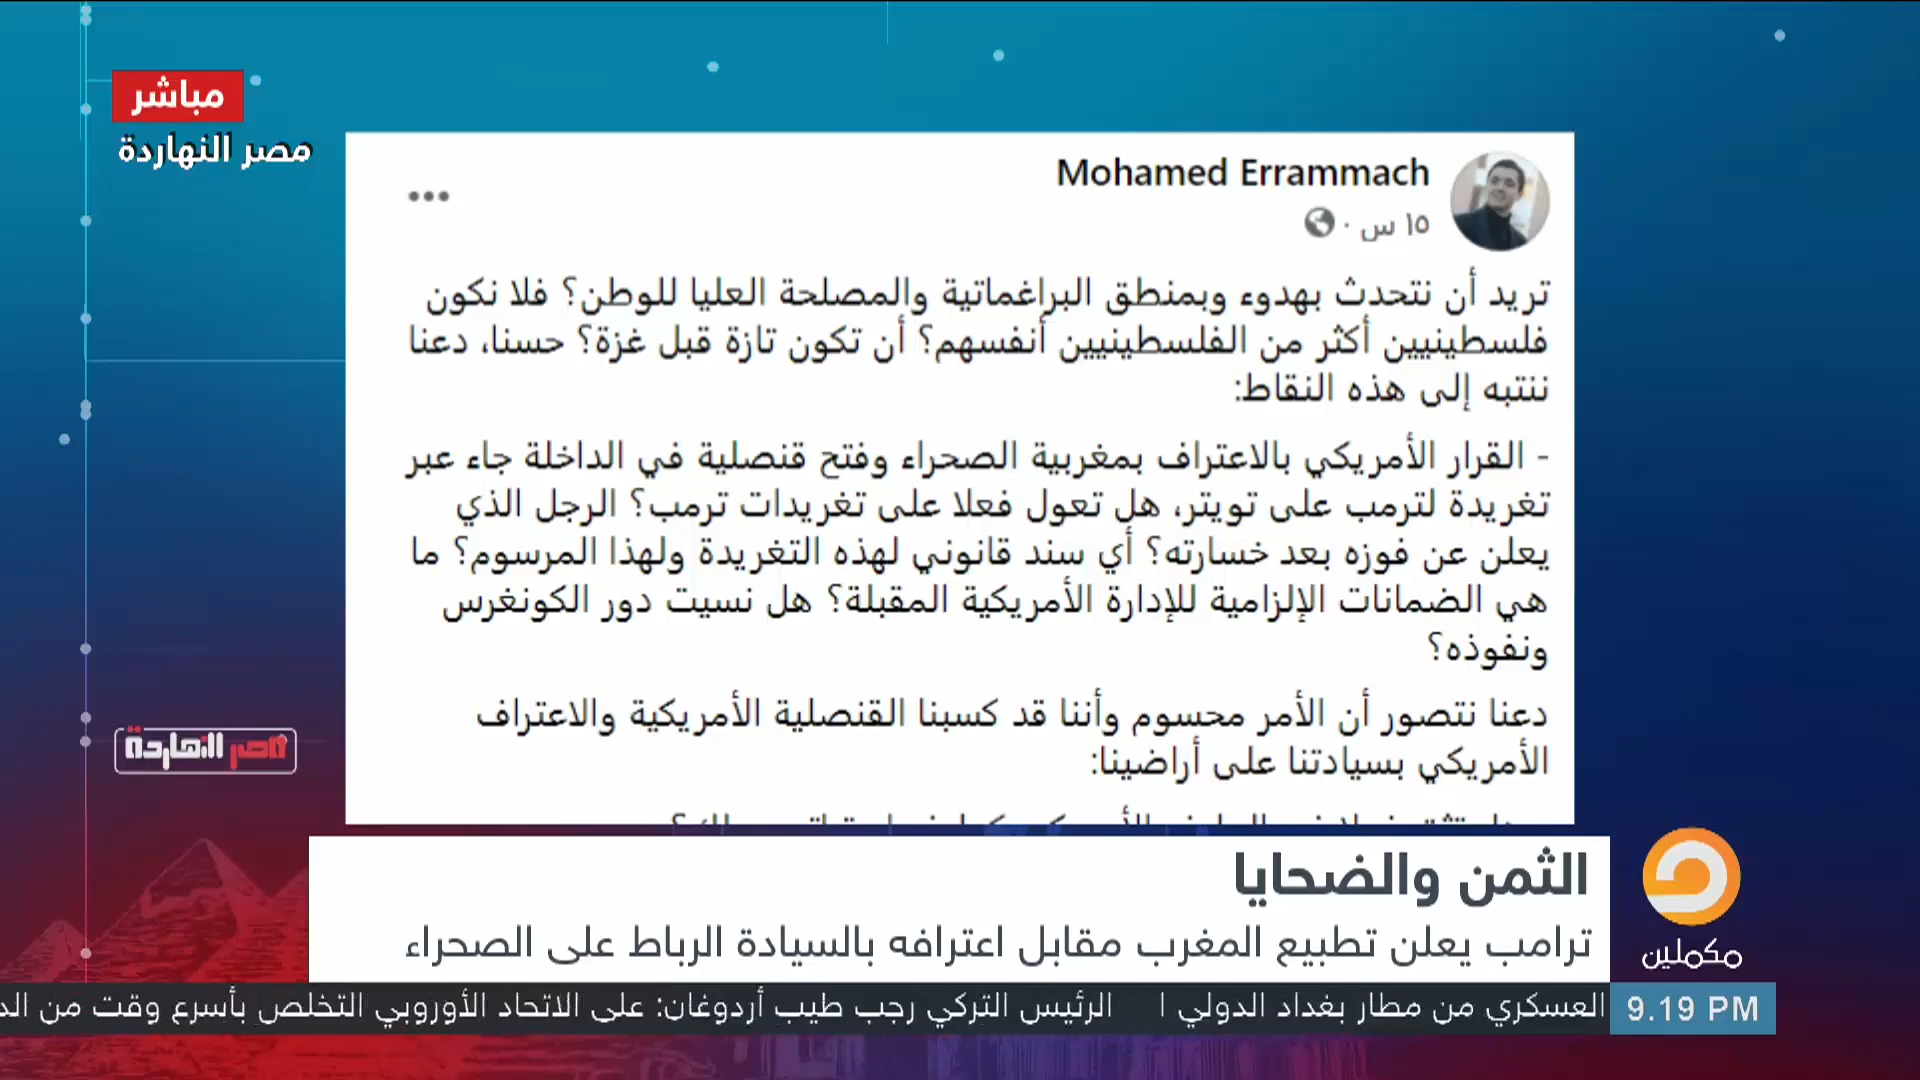 مباشر
مصر النهاردة
Mohamed Errammach
١٥ س
تريد أن نتحدث بهدوء وبمنطق البراغماتية والمصلحة العليا للوطن؟ فلا نكون
فلسطينيين أكثر من الفلسطينيين أنفسهم؟ أن تكون تازة قبل غزة؟ حسنا، دعنا
ننتبه إلى هذه النقاط:
- القرار الأمريكي بالاعتراف بمغربية الصحراء وفتح قنصلية في الداخلة جاء عبر
تغريدة لترمب على تويتر، هل تعول فعلا على تغريدات ترمب؟ الرجل الذي
يعلن عن فوزه بعد خسارته؟ أي سند قانوني لهذه التغريدة ولهذا المرسوم؟ ما
هي الضمانات الإلزامية للإدارة الأمريكية المقبلة؟ هل نسيت دور الكونغرس
ونفوذه؟
دعنا نتصور أن الأمر محسوم وأننا قد كسبنا القنصلية الأمريكية والاعتراف
الأمريكي بسيادتنا على أراضينا:
مصر النهاردة
الثمن والضحايا
ترامب يعلن تطبيع المغرب مقابل اعترافه بالسيادة الرباط على الصحراء
مكملين
العسكري من مطار بغداد الدولي ا الرئيس التركي رجب طيب أردوغان: على الاتحاد الأوروبي التخلص بأسرع وقت من
9.19 PM